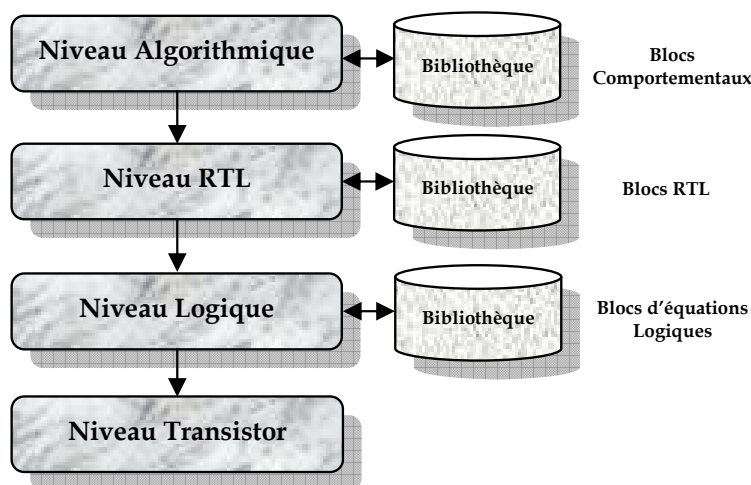 Niveau Algorithmique
Bibliothèque
Blocs
Comportementaux
Niveau RTL
Bibliothèque
Blocs RTL
Niveau Logique
Bibliothèque
Blocs d'équations
Logiques
Niveau Transistor